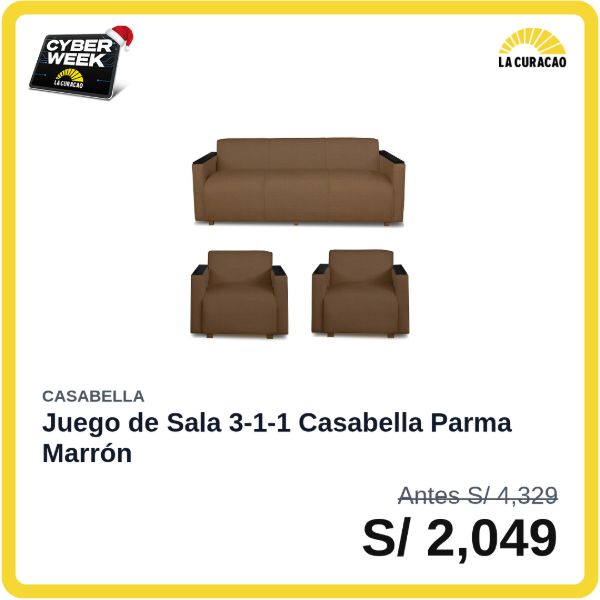 CYBER
WEEK
LA CURACAO
LA CURACAO
CASABELLA
Juego de Sala 3-1-1 Casabella Parma
Marrón
Antes S/ 4,329
S/ 2,049